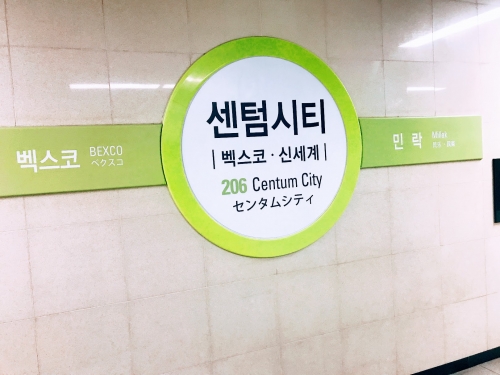 벡스코 BEXCO
ベクスコ
센텀시티
| 벡스코 · 신세계 |
206 Centum City
センタムシティ
민 락 Millak